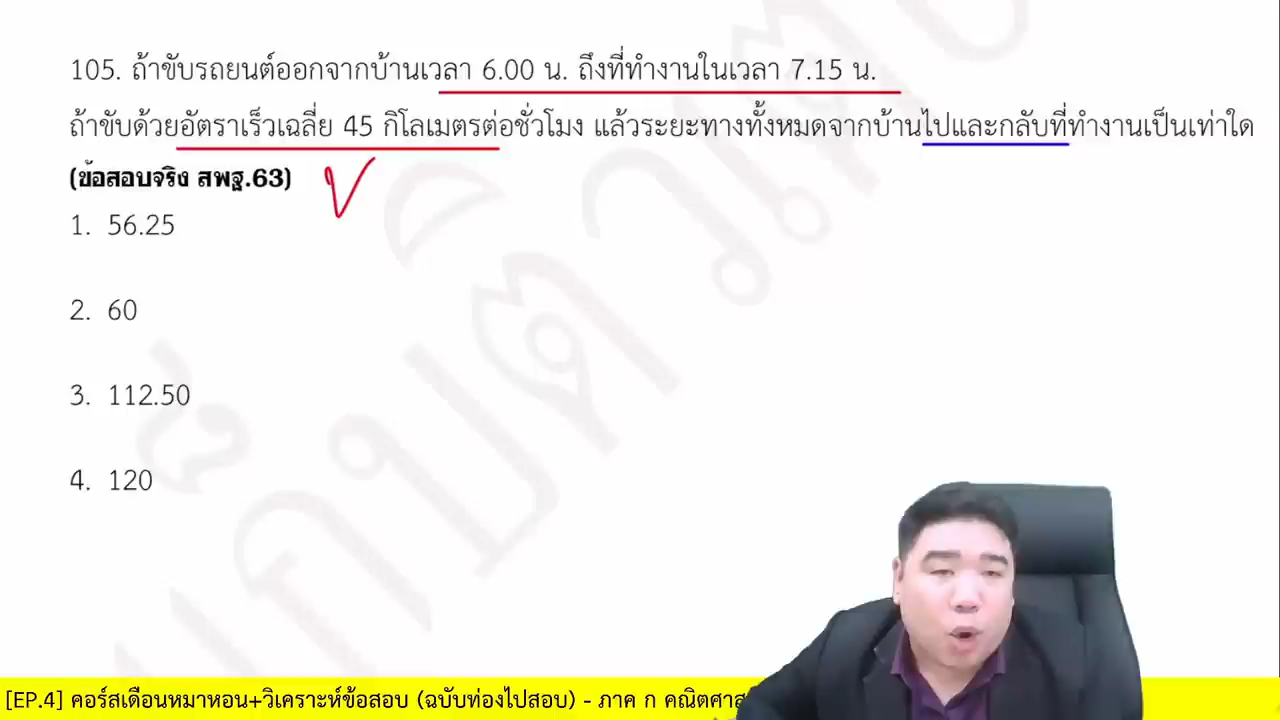 105. ถ้าขับรถยนต์ออกจากบ้านเวลา 6.00 น. ถึงที่ทำงานในเวลา 7.15 น.
ถ้าขับด้วยอัตราเร็วเฉลี่ย 45 กิโลเมตรต่อชั่วโมง แล้วระยะทางทั้งหมดจากบ้านไปและกลับที่ทำงานเป็นเท่าใด
(ข้อสอบจริง สพฐ.63)
1. 56.25
2. 60
3. 112.50
4. 120
[EP.4] คอร์สเดือนหมาหอน+วิเคราะห์ข้อสอบ (ฉบับท่องไปสอบ) - ภาค ก